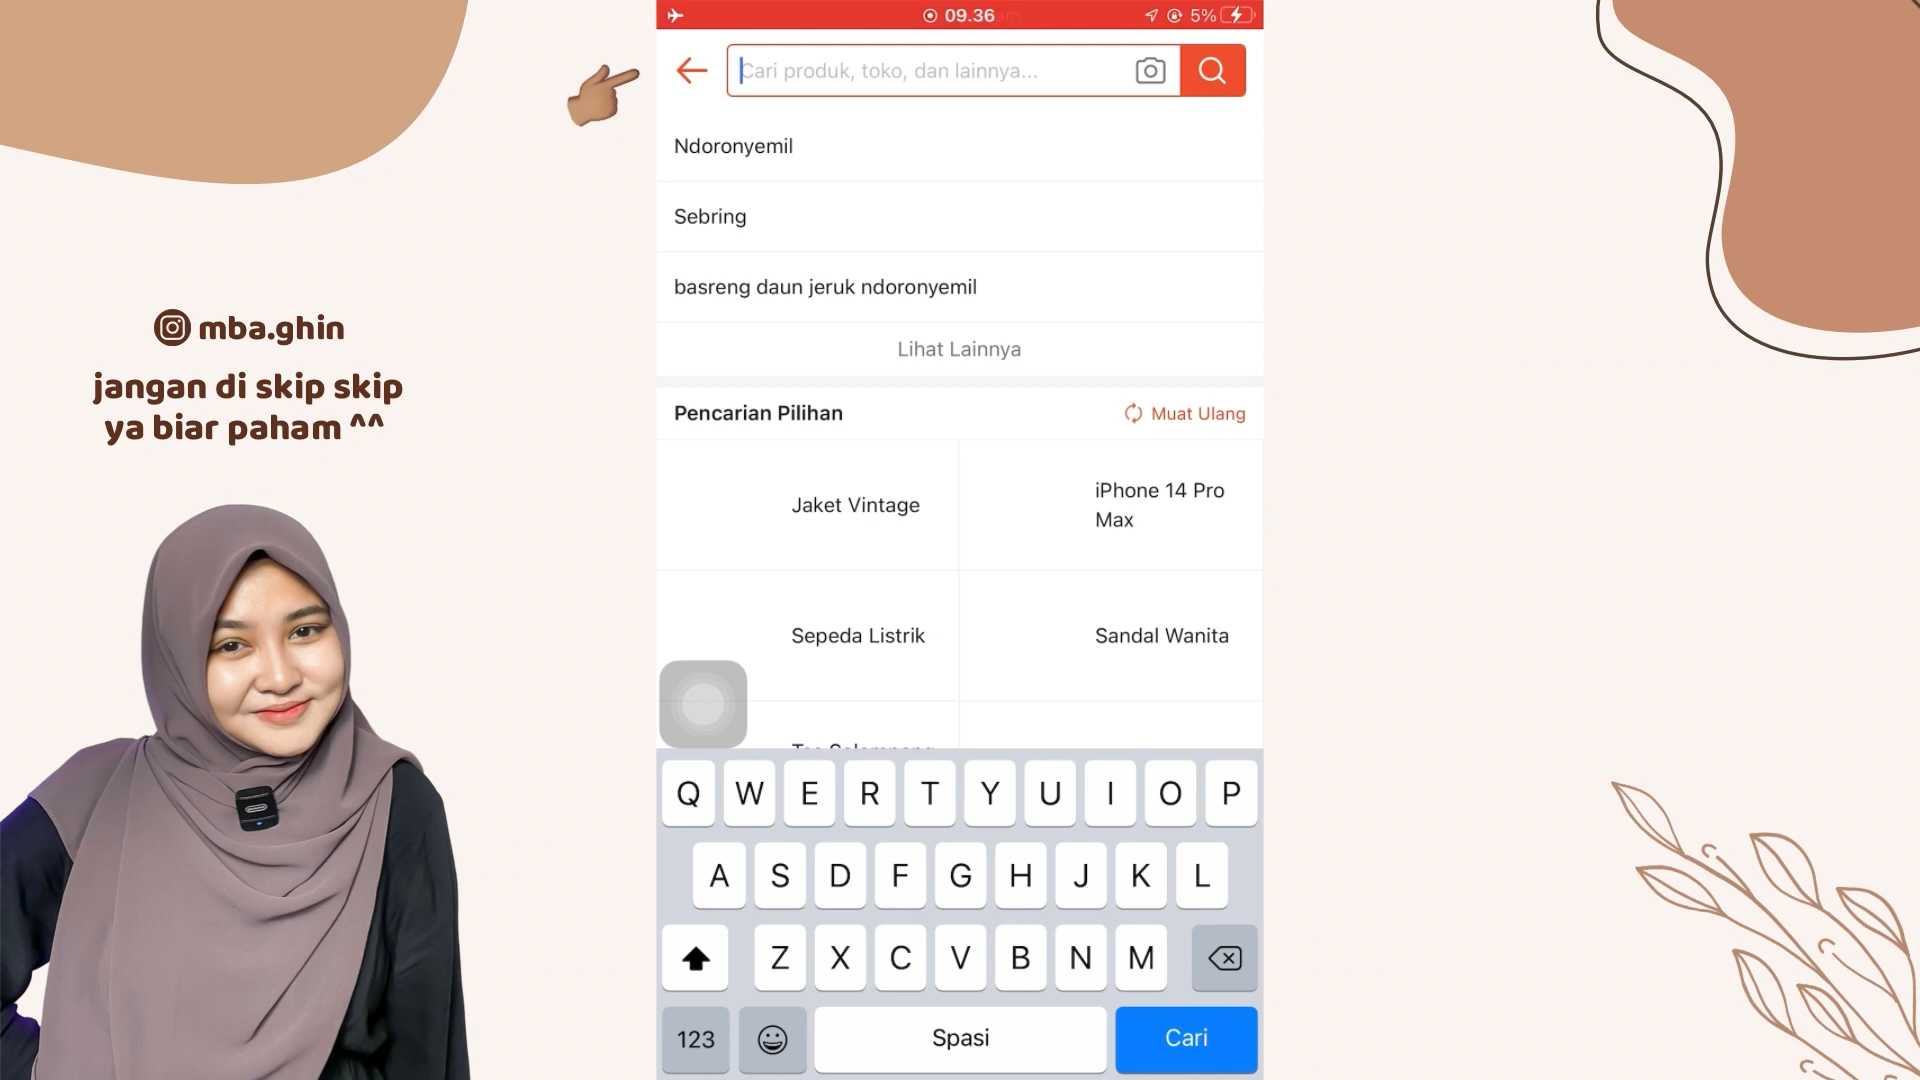 09.36
5%
Cari produk, toko, dan lainnya...
Ndoronyemil
Sebring
basreng daun jeruk ndoronyemil
Lihat Lainnya
Pencarian Pilihan
Muat Ulang
Jaket Vintage
iPhone 14 Pro
Max
Sepeda Listrik
Sandal Wanita
Q W E R T Y U I O P
A S D F G H J K L
Z X C V B N M
123
Spasi
Cari
mba.ghin
jangan di skip skip
ya biar paham ^^